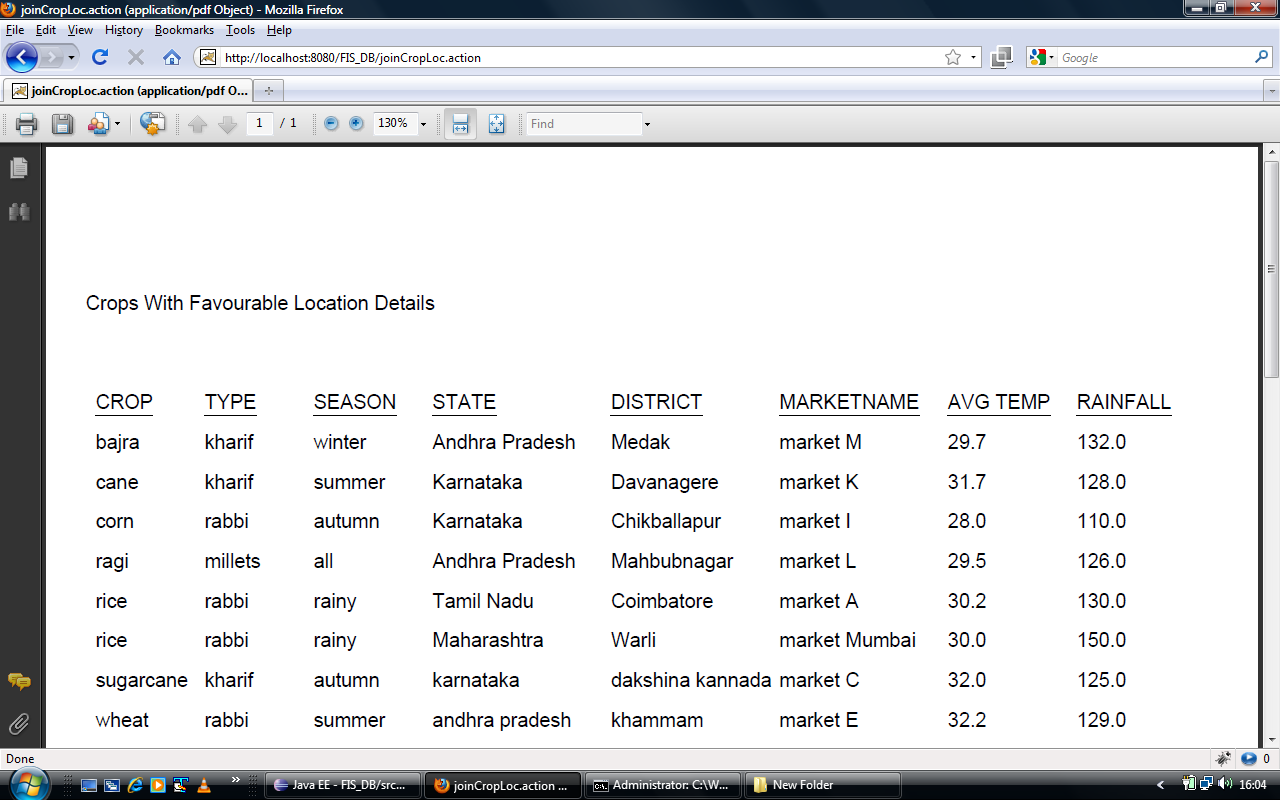 joinCropLoc.action (application/pdf Object) - Mozilla Firefox
File Edit View History Bookmarks Tools Help
http://localhost:8080/FIS_DB/joinCropLoc.action Google
joinCropLoc.action (application/pdf O...
1 / 1 130% Find
Crops With Favourable Location Details
CROP TYPE SEASON STATE DISTRICT MARKETNAME AVG TEMP RAINFALL
bajra kharif winter Andhra Pradesh Medak market M 29.7 132.0
cane kharif summer Karnataka Davanagere market K 31.7 128.0
corn rabbi autumn Karnataka Chikballapur market I 28.0 110.0
ragi millets all Andhra Pradesh Mahbubnagar market L 29.5 126.0
rice rabbi rainy Tamil Nadu Coimbatore market A 30.2 130.0
rice rabbi rainy Maharashtra Warli market Mumbai 30.0 150.0
sugarcane kharif autumn karnataka dakshina kannada market C 32.0 125.0
wheat rabbi summer andhra pradesh khammam market E 32.2 129.0
Done 0
Java EE - FIS_DB/src... joinCropLoc.action ... Administrator: C:\W... New Folder 16:04